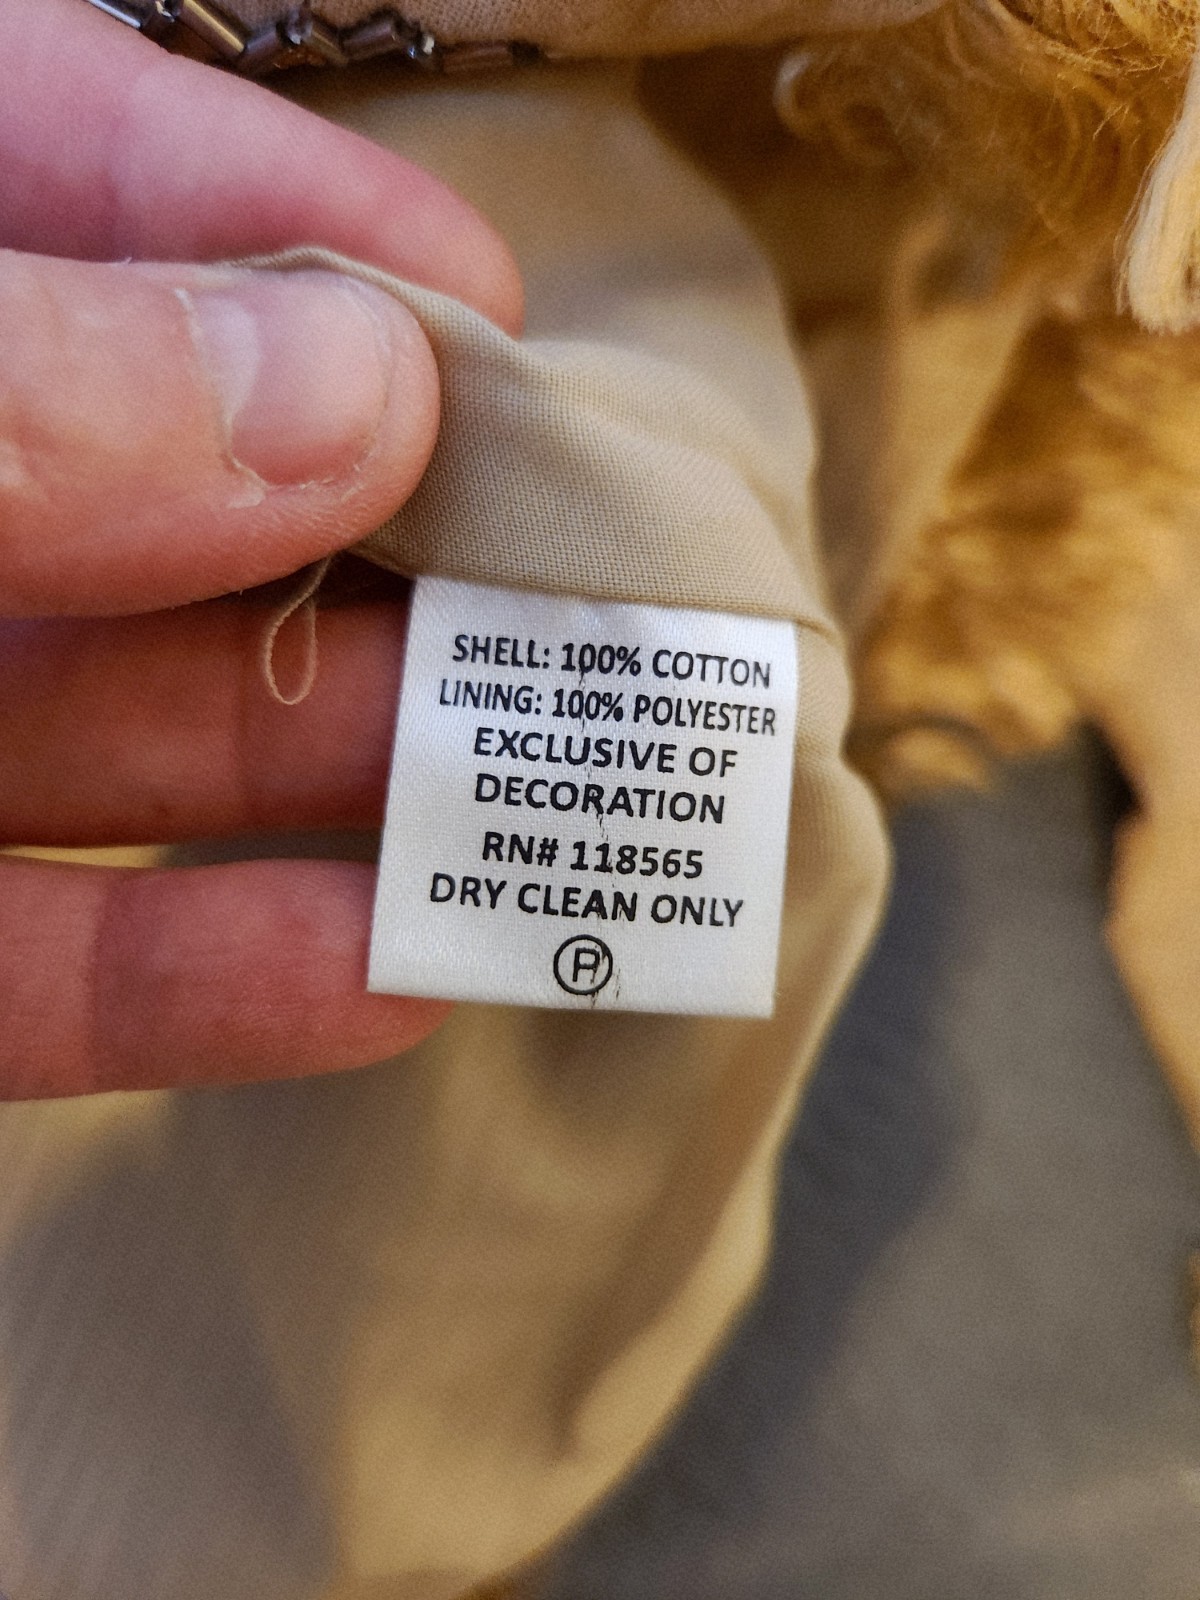 SHELL: 100% COTTON
LINING: 100% POLYESTER
EXCLUSIVE OF
DECORATION
RN# 118565
DRY CLEAN ONLY
P